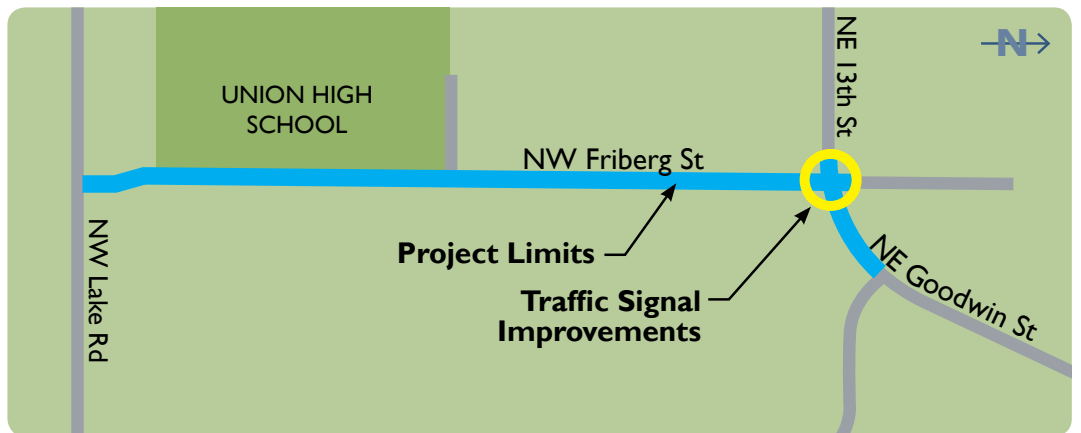 UNION HIGH
SCHOOL
NW Friberg St
NE 13th St
N
Project Limits
NW Lake Rd
Traffic Signal
Improvements
NE Goodwin St